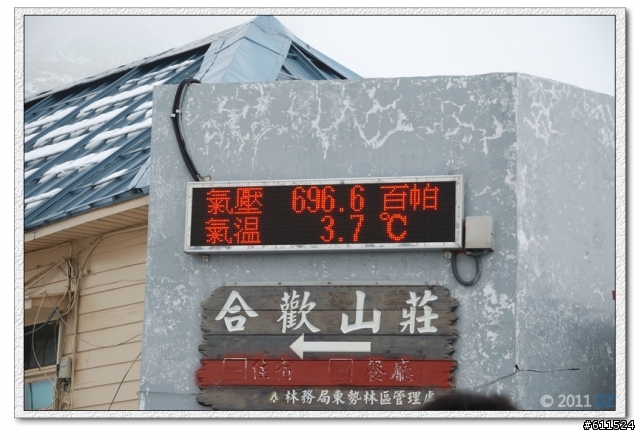 氣壓 696.6 百帕
氣溫 3.7 ℃
合歡山莊
住宿 餐廳
林務局東勢林區管理處
© 2011
#611524